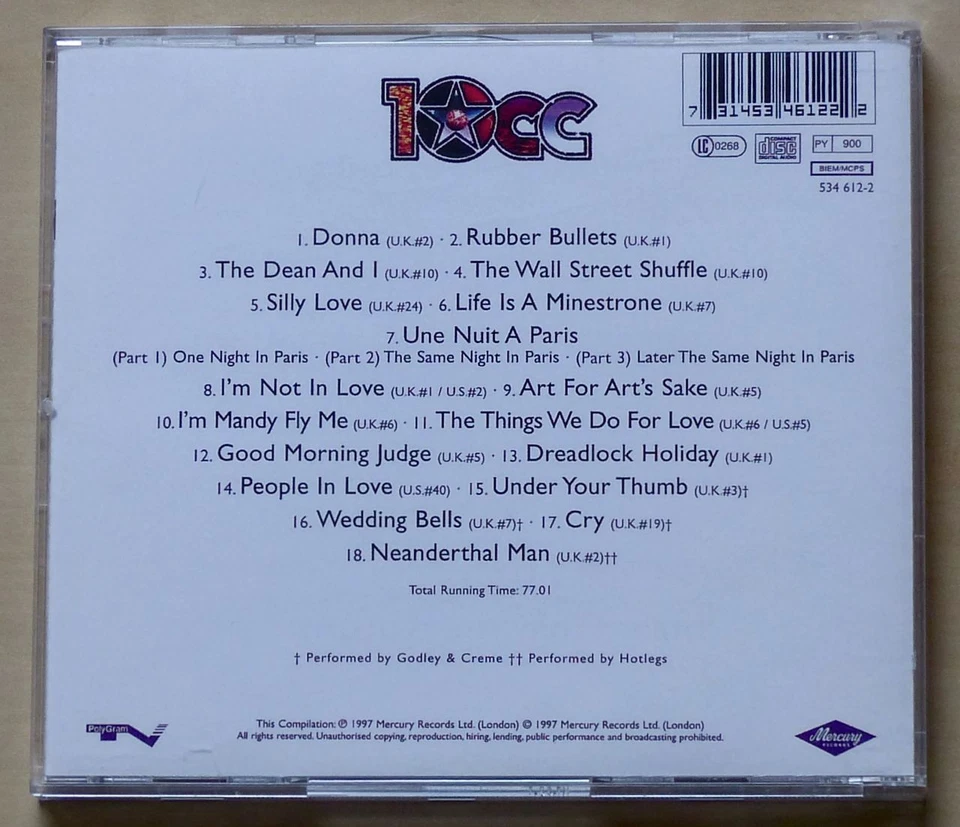 10cc
7 31453 46122 2
LC 0268 COMPACT disc DIGITAL AUDIO PY 900
BIEM/MCPS
534 612-2
1. Donna (U.K.#2) · 2. Rubber Bullets (U.K.#1)
3. The Dean And I (U.K.#10) · 4. The Wall Street Shuffle (U.K.#10)
5. Silly Love (U.K.#24) · 6. Life Is A Minestrone (U.K.#7)
7. Une Nuit A Paris
(Part 1) One Night In Paris · (Part 2) The Same Night In Paris · (Part 3) Later The Same Night In Paris
8. I'm Not In Love (U.K.#1 / U.S.#2) · 9. Art For Art's Sake (U.K.#5)
10. I'm Mandy Fly Me (U.K.#6) · 11. The Things We Do For Love (U.K.#6 / U.S.#5)
12. Good Morning Judge (U.K.#5) · 13. Dreadlock Holiday (U.K.#1)
14. People In Love (U.S.#40) · 15. Under Your Thumb (U.K.#3)†
16. Wedding Bells (U.K.#7)† · 17. Cry (U.K.#19)†
18. Neanderthal Man (U.K.#2)††
Total Running Time: 77.01
† Performed by Godley & Creme †† Performed by Hotlegs
PolyGram
This Compilation: ℗ 1997 Mercury Records Ltd. (London) © 1997 Mercury Records Ltd. (London)
All rights reserved. Unauthorised copying, reproduction, hiring, lending, public performance and broadcasting prohibited.
Mercury
RECORDS